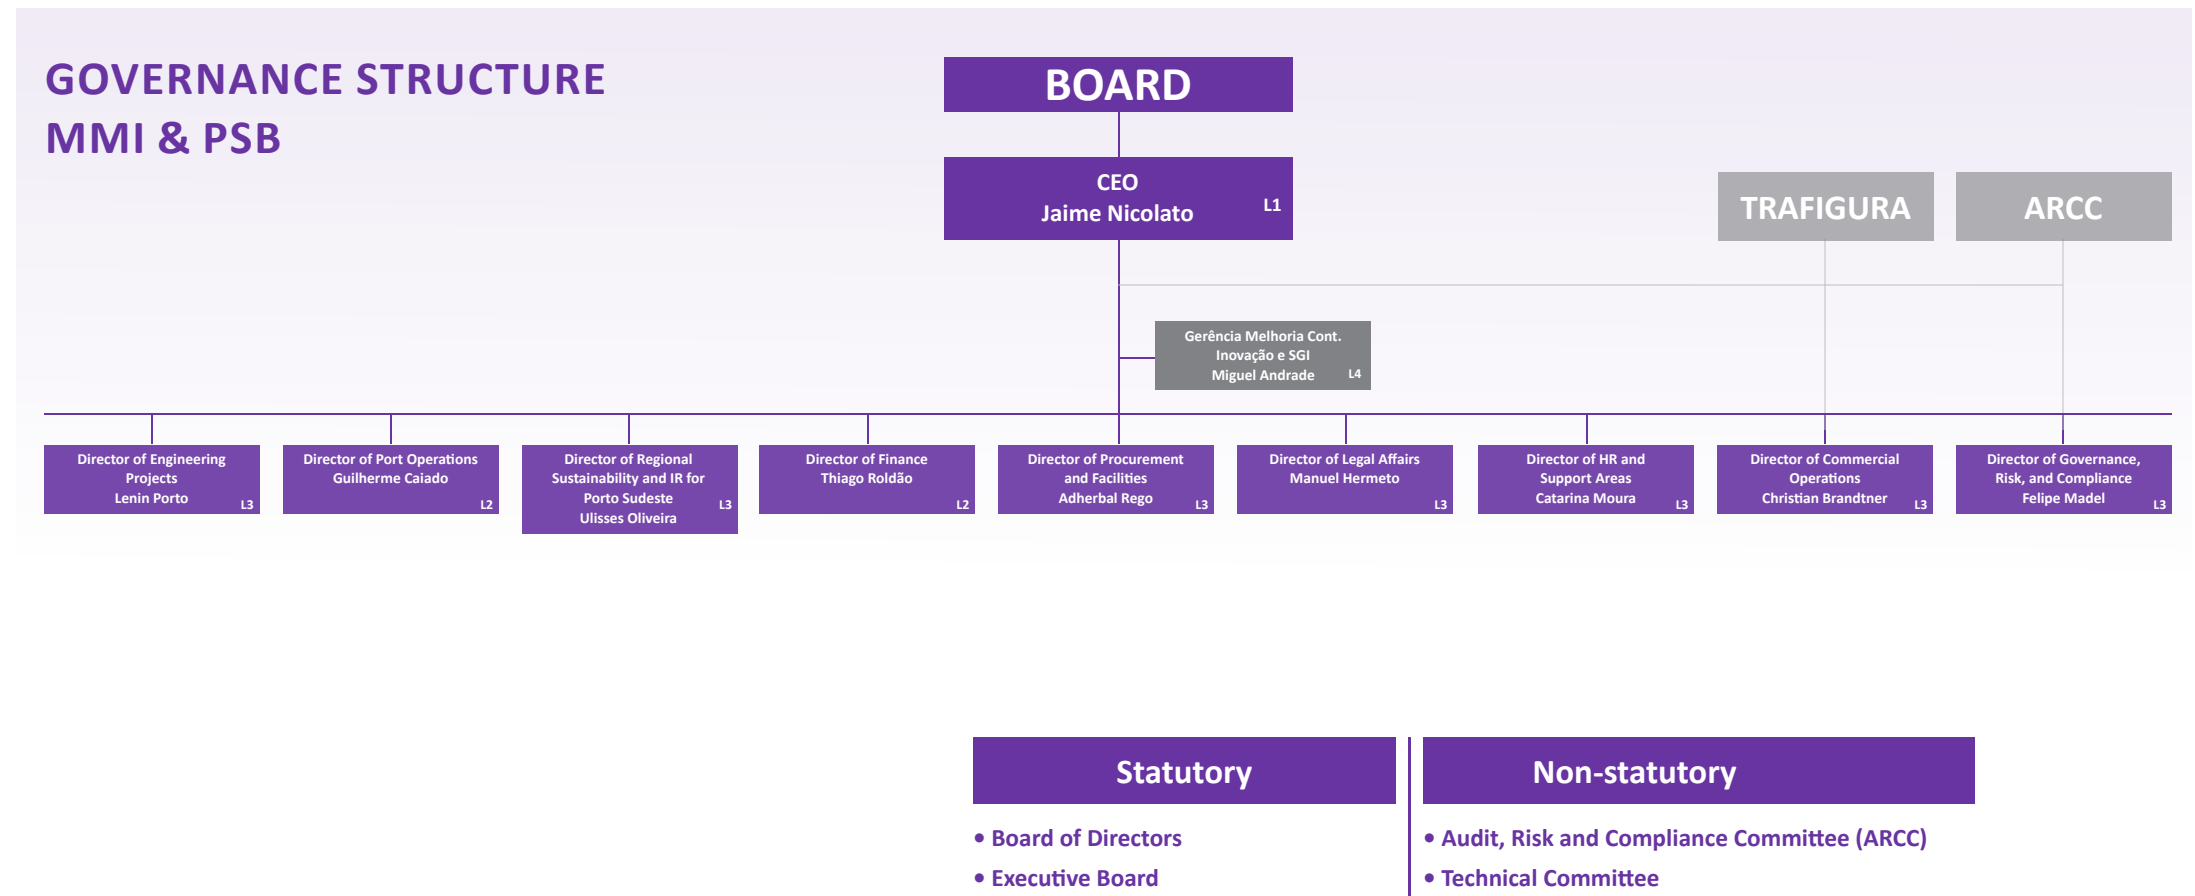 GOVERNANCE STRUCTURE
MMI & PSB
BOARD
CEO
Jaime Nicolato
L1
TRAFIGURA
ARCC
Gerência Melhoria Cont.
Inovação e SGI
Miguel Andrade
L4
Director of Engineering
Projects
Lenin Porto
L3
Director of Port Operations
Guilherme Caiado
L2
Director of Regional
Sustainability and IR for
Porto Sudeste
Ulisses Oliveira
L3
Director of Finance
Thiago Roldão
L2
Director of Procurement
and Facilities
Adherbal Rego
L3
Director of Legal Affairs
Manuel Hermeto
L3
Director of HR and
Support Areas
Catarina Moura
L3
Director of Commercial
Operations
Christian Brandtner
L3
Director of Governance,
Risk, and Compliance
Felipe Madel
L3
Statutory
• Board of Directors
• Executive Board
Non-statutory
• Audit, Risk and Compliance Committee (ARCC)
• Technical Committee